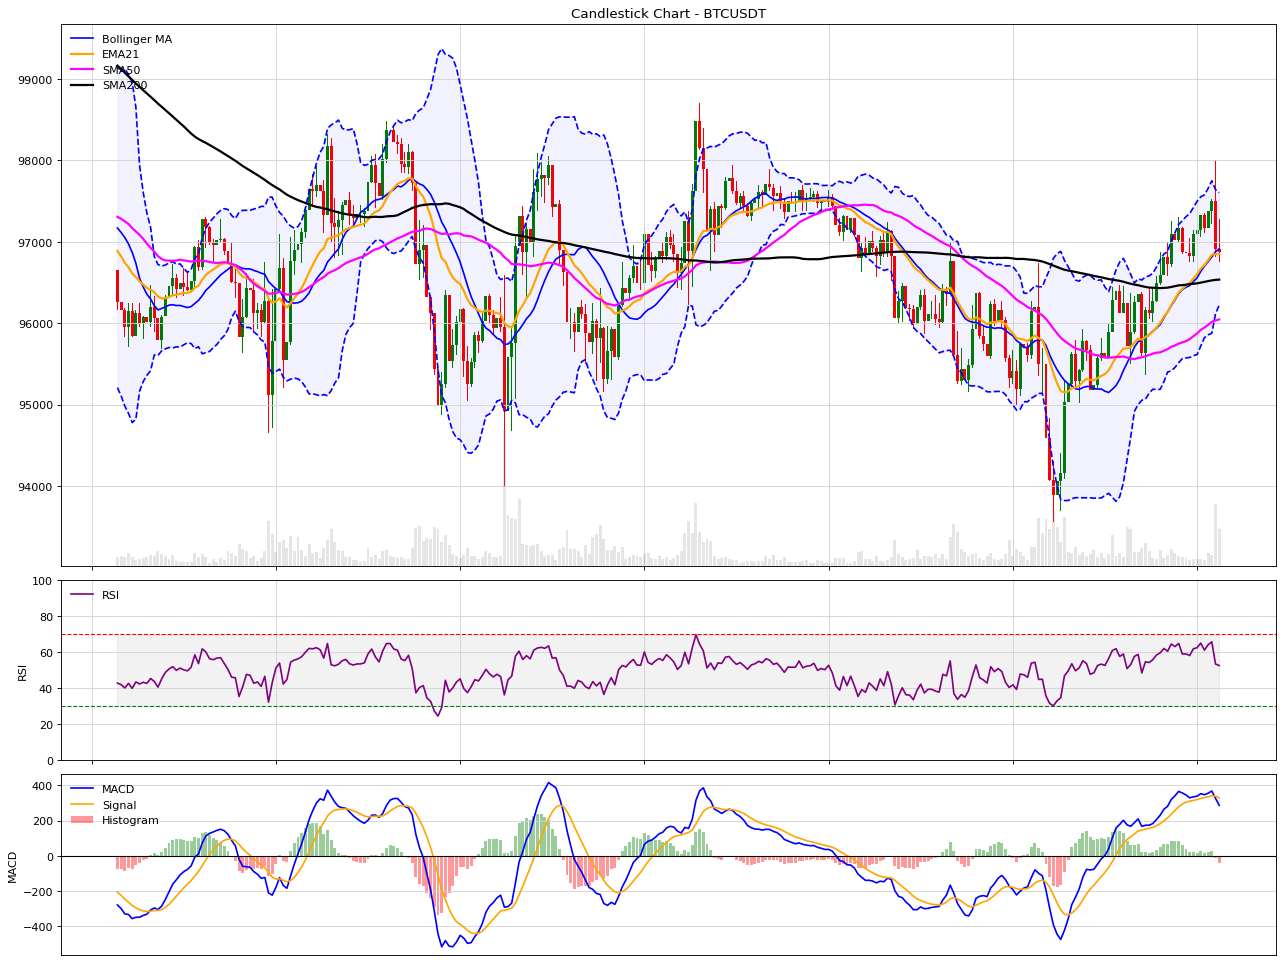 Candlestick Chart - BTCUSDT
Bollinger MA
EMA21
SMA50
SMA200
99000
98000
97000
96000
95000
94000
RSI
100
80
60
40
20
0
RSI
MACD
Signal
Histogram
400
200
0
−200
−400
MACD